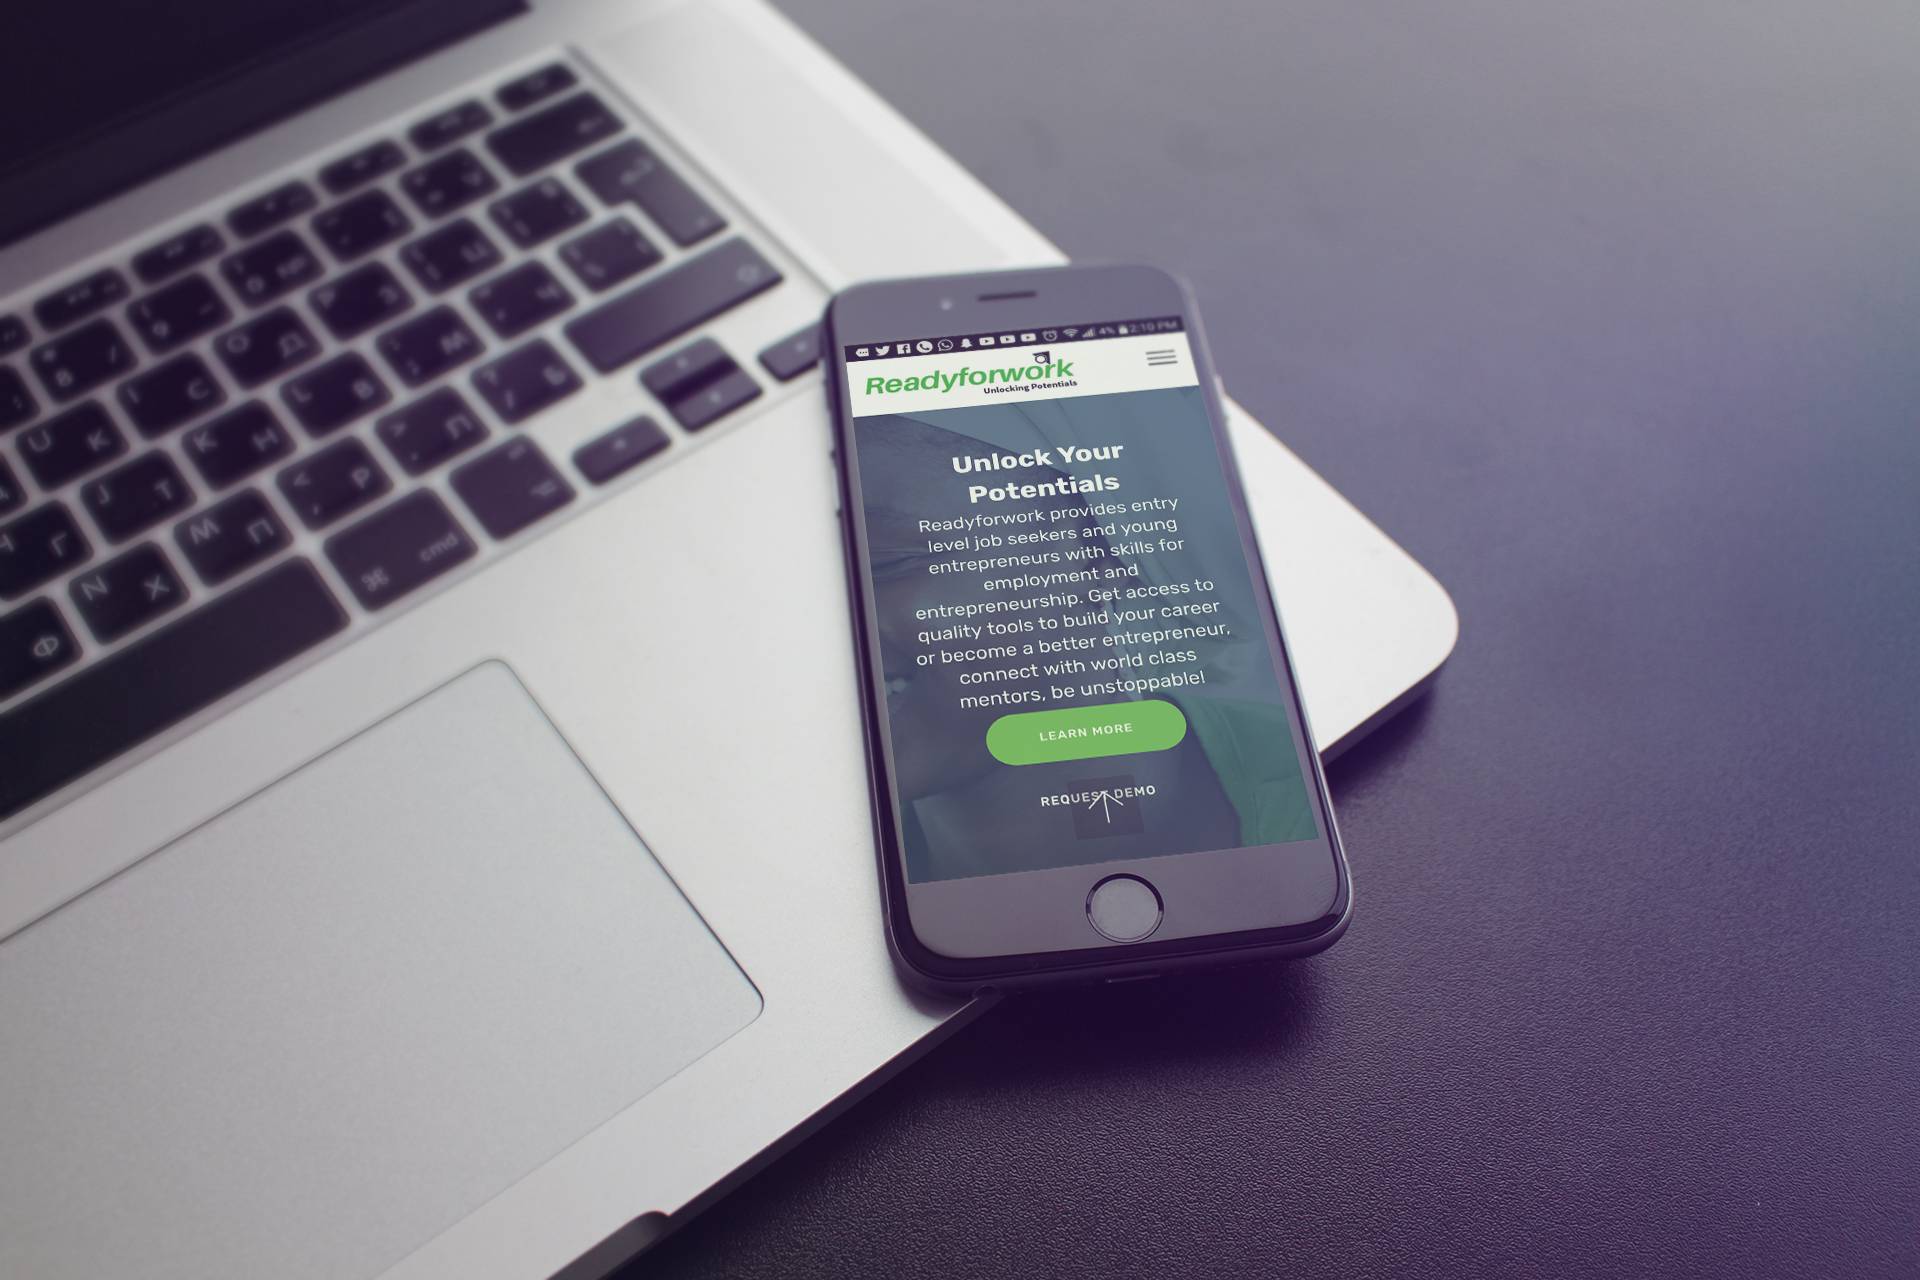 4% 2:10 PM
Readyforwork
Unlocking Potentials
Unlock Your
Potentials
Readyforwork provides entry
level job seekers and young
entrepreneurs with skills for
employment and
entrepreneurship. Get access to
quality tools to build your career
or become a better entrepreneur,
connect with world class
mentors, be unstoppable!
LEARN MORE
REQUEST DEMO
U К
J Т
К Н
N Х
М П
⌘ cmd
Ф